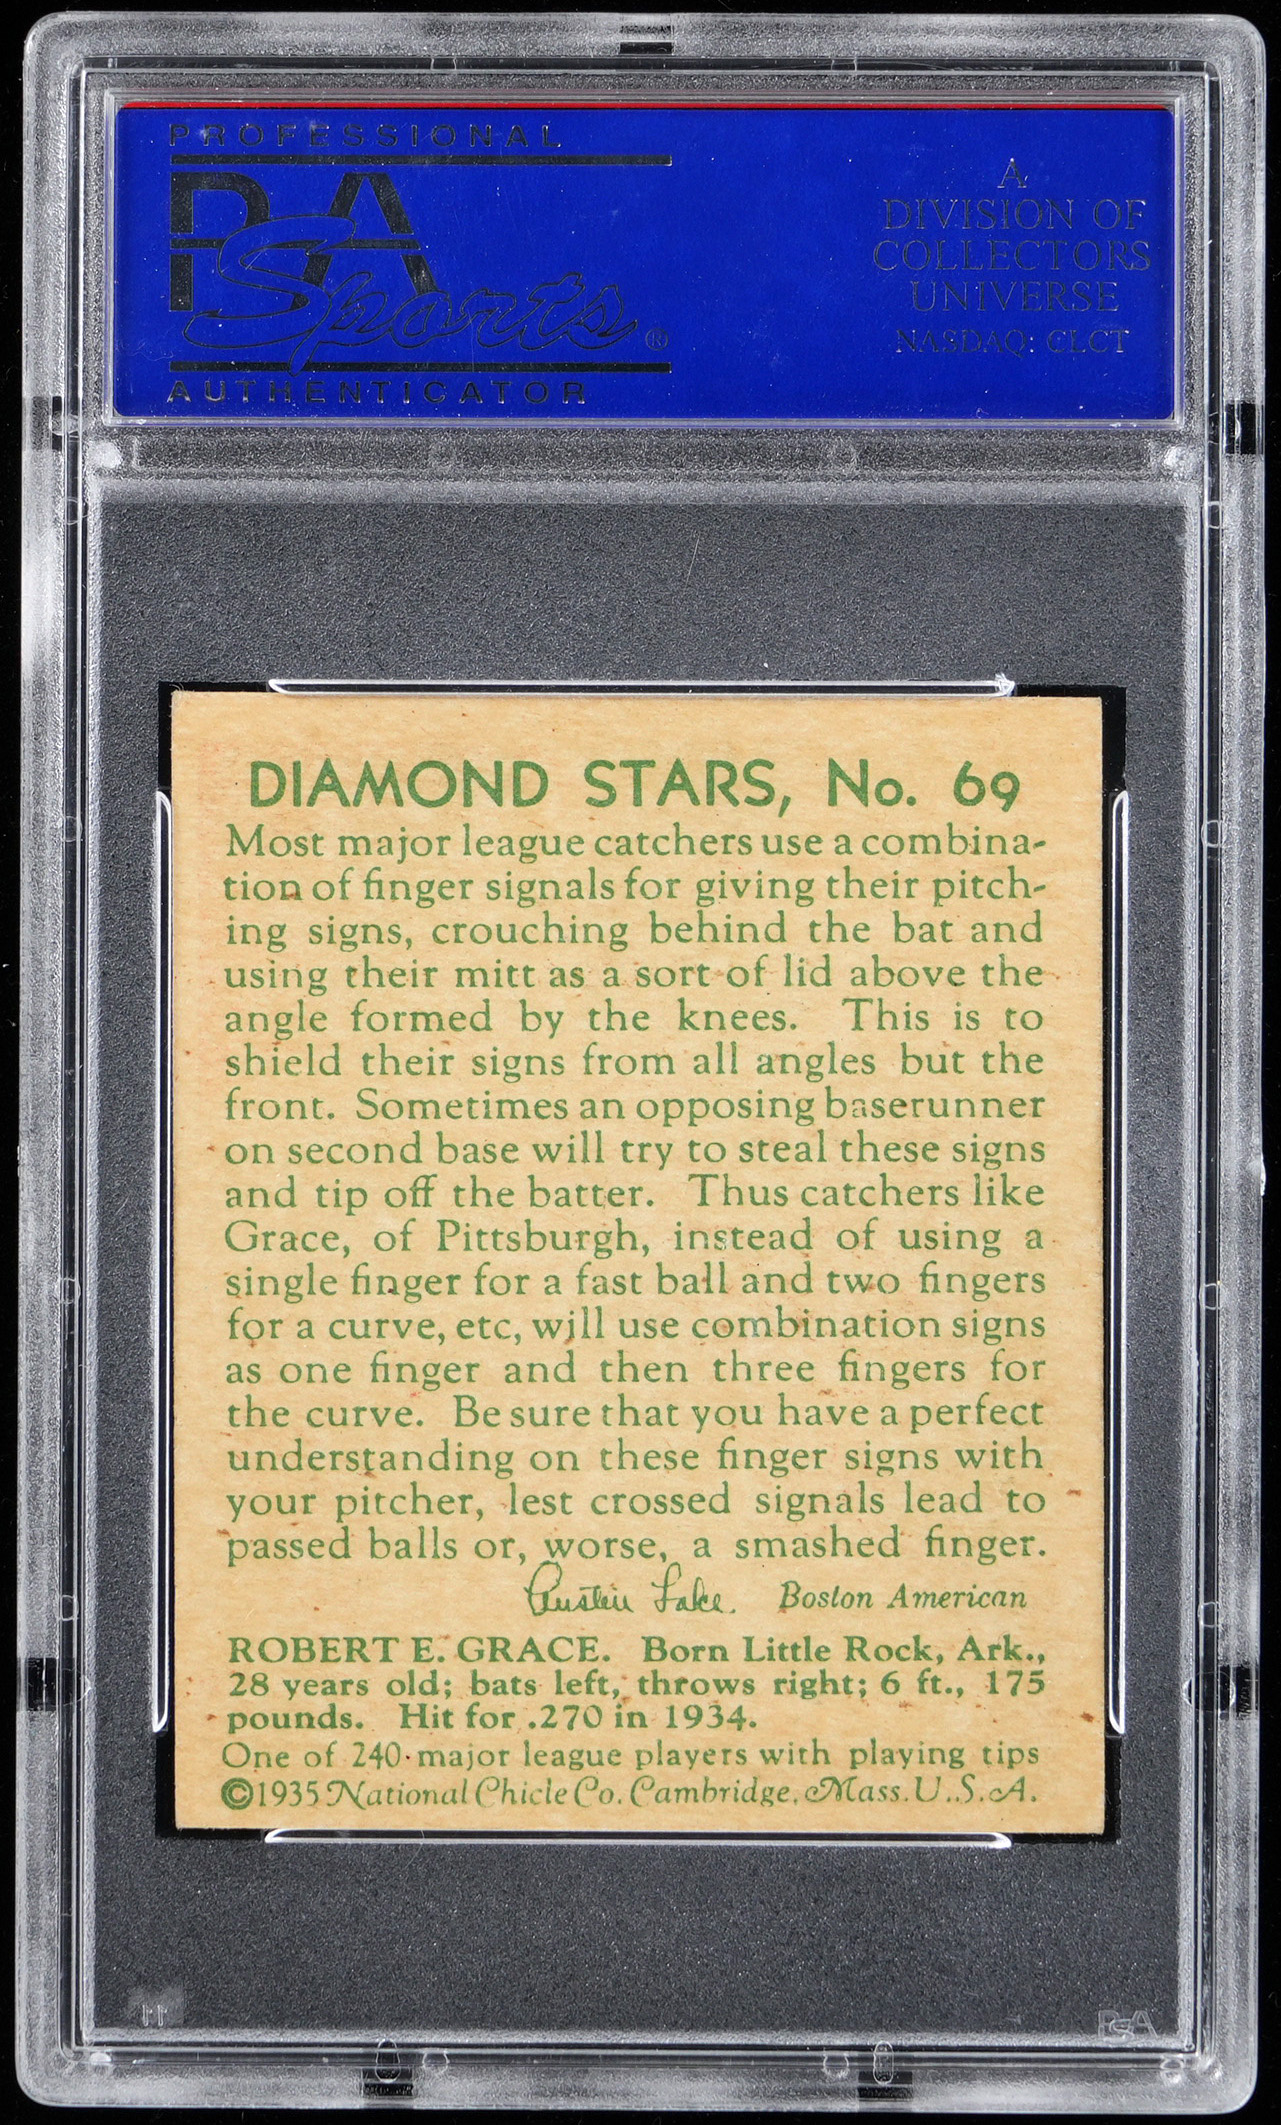 PROFESSIONAL
PSA
Sports®
AUTHENTICATOR
A
DIVISION OF
COLLECTORS
UNIVERSE
NASDAQ: CLCT
DIAMOND STARS, No. 69
Most major league catchers use a combina-
tion of finger signals for giving their pitch-
ing signs, crouching behind the bat and
using their mitt as a sort of lid above the
angle formed by the knees. This is to
shield their signs from all angles but the
front. Sometimes an opposing baserunner
on second base will try to steal these signs
and tip off the batter. Thus catchers like
Grace, of Pittsburgh, instead of using a
single finger for a fast ball and two fingers
for a curve, etc, will use combination signs
as one finger and then three fingers for
the curve. Be sure that you have a perfect
understanding on these finger signs with
your pitcher, lest crossed signals lead to
passed balls or, worse, a smashed finger.
Austen Lake. Boston American
ROBERT E. GRACE. Born Little Rock, Ark.,
28 years old; bats left, throws right; 6 ft., 175
pounds. Hit for .270 in 1934.
One of 240 major league players with playing tips
©1935 National Chicle Co. Cambridge, Mass. U.S.A.
PSA